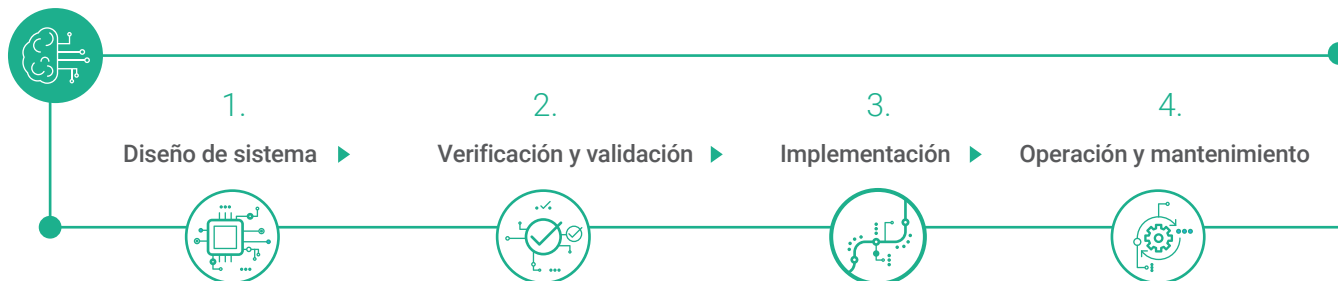 1.
Diseño de sistema
2.
Verificación y validación
3.
Implementación
4.
Operación y mantenimiento